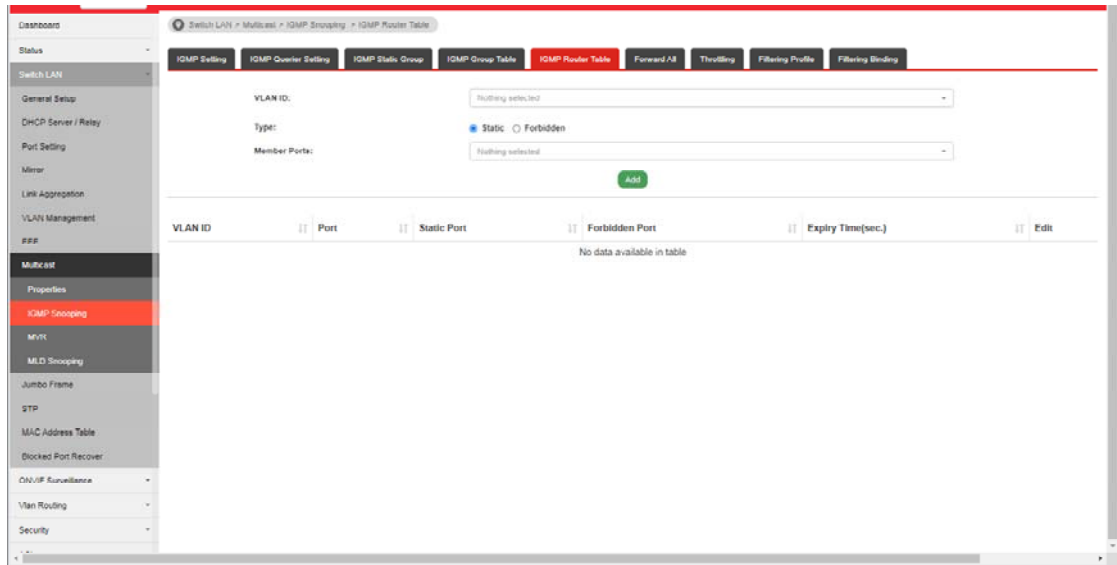 Dashboard
Switch LAN > Multicast > IGMP Snooping > IGMP Router Table
Status
IGMP Setting IGMP Querier Setting IGMP Static Group IGMP Group Table IGMP Router Table Forward All Throttling Filtering Profile Filtering Binding
Switch LAN
General Setup
VLAN ID: Nothing selected
DHCP Server / Relay
Type: Static Forbidden
Port Setting
Member Ports: Nothing selected
Mirror
Add
Link Aggregation
VLAN Management
VLAN ID Port Static Port Forbidden Port Expiry Time(sec.) Edit
EEE
No data available in table
Multicast
Properties
IGMP Snooping
MVR
MLD Snooping
Jumbo Frame
STP
MAC Address Table
Blocked Port Recover
ONVIF Surveillance
Vlan Routing
Security